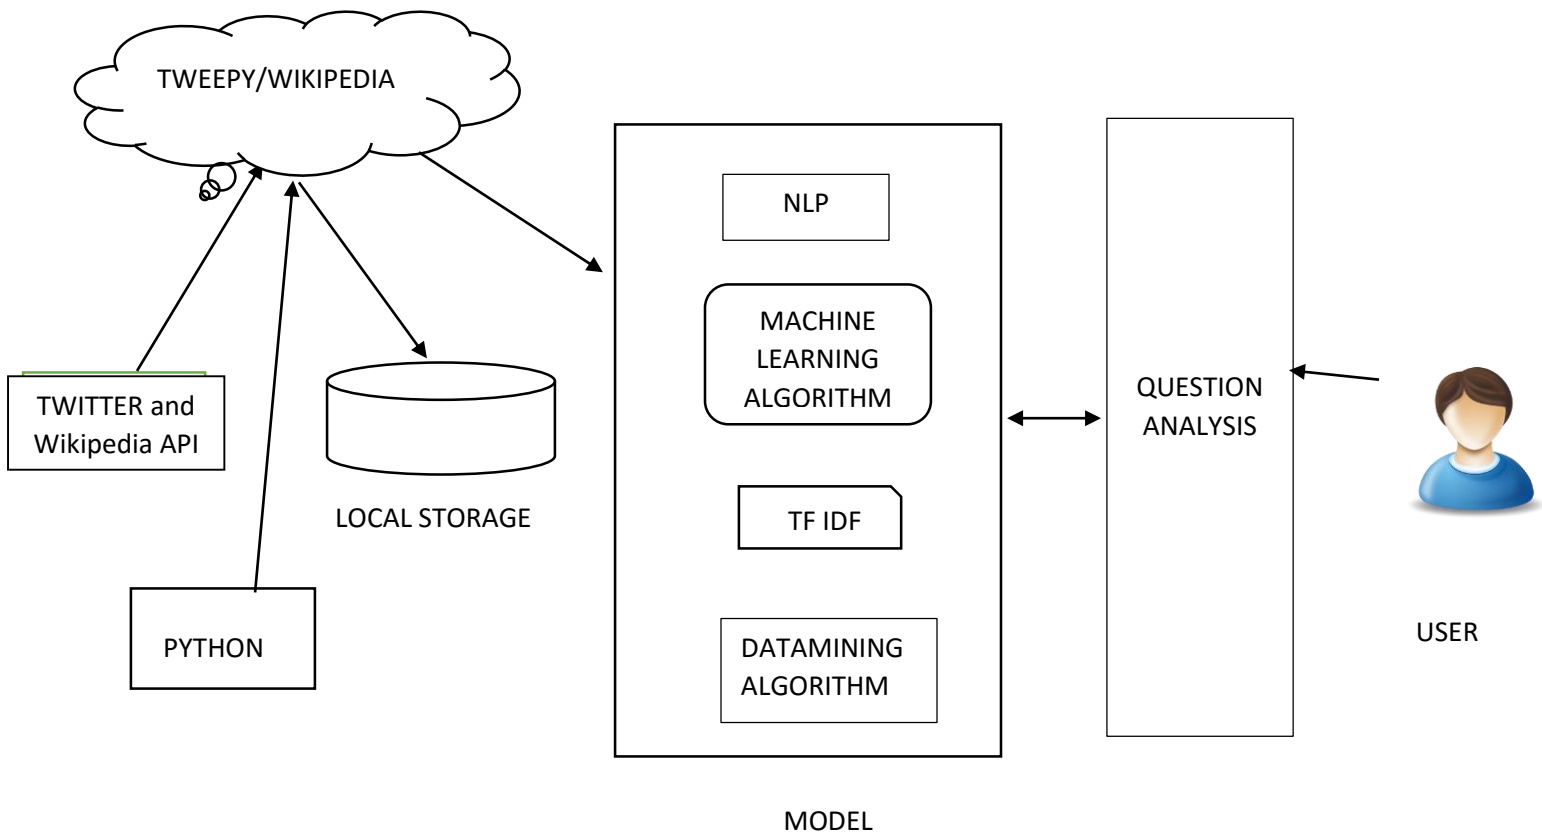 TWEEPY/WIKIPEDIA
TWITTER and
Wikipedia API
LOCAL STORAGE
PYTHON
NLP
MACHINE
LEARNING
ALGORITHM
TF IDF
DATAMINING
ALGORITHM
MODEL
QUESTION
ANALYSIS
USER